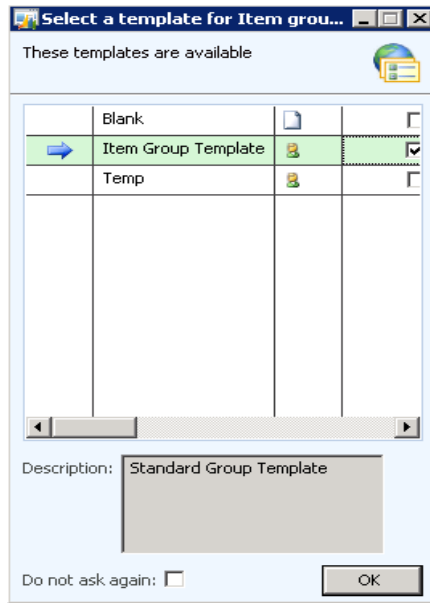 Select a template for Item grou...
These templates are available
Blank
Item Group Template
Temp
Description: Standard Group Template
Do not ask again:
OK